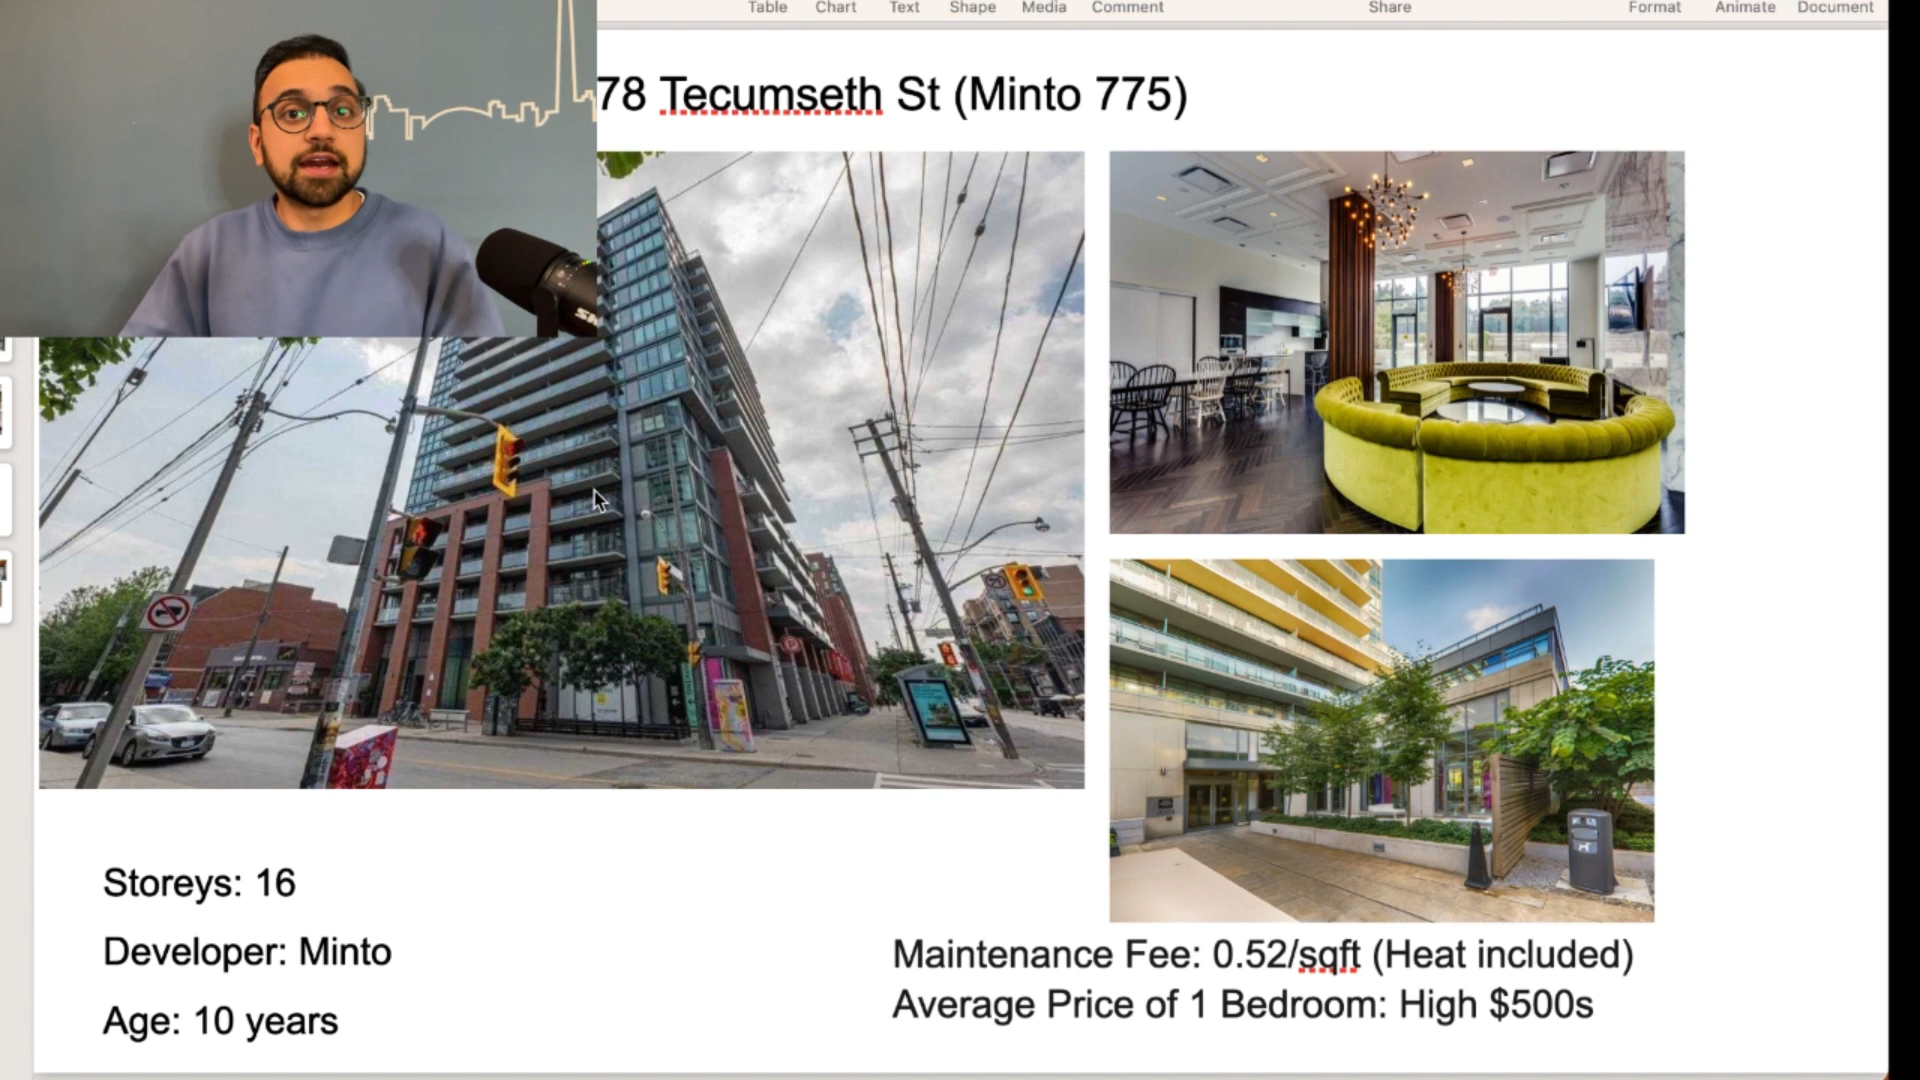 Table Chart Text Shape Media Comment Share Format Animate Document
78 Tecumseth St (Minto 775)
Storeys: 16
Developer: Minto
Age: 10 years
Maintenance Fee: 0.52/sqft (Heat included)
Average Price of 1 Bedroom: High $500s